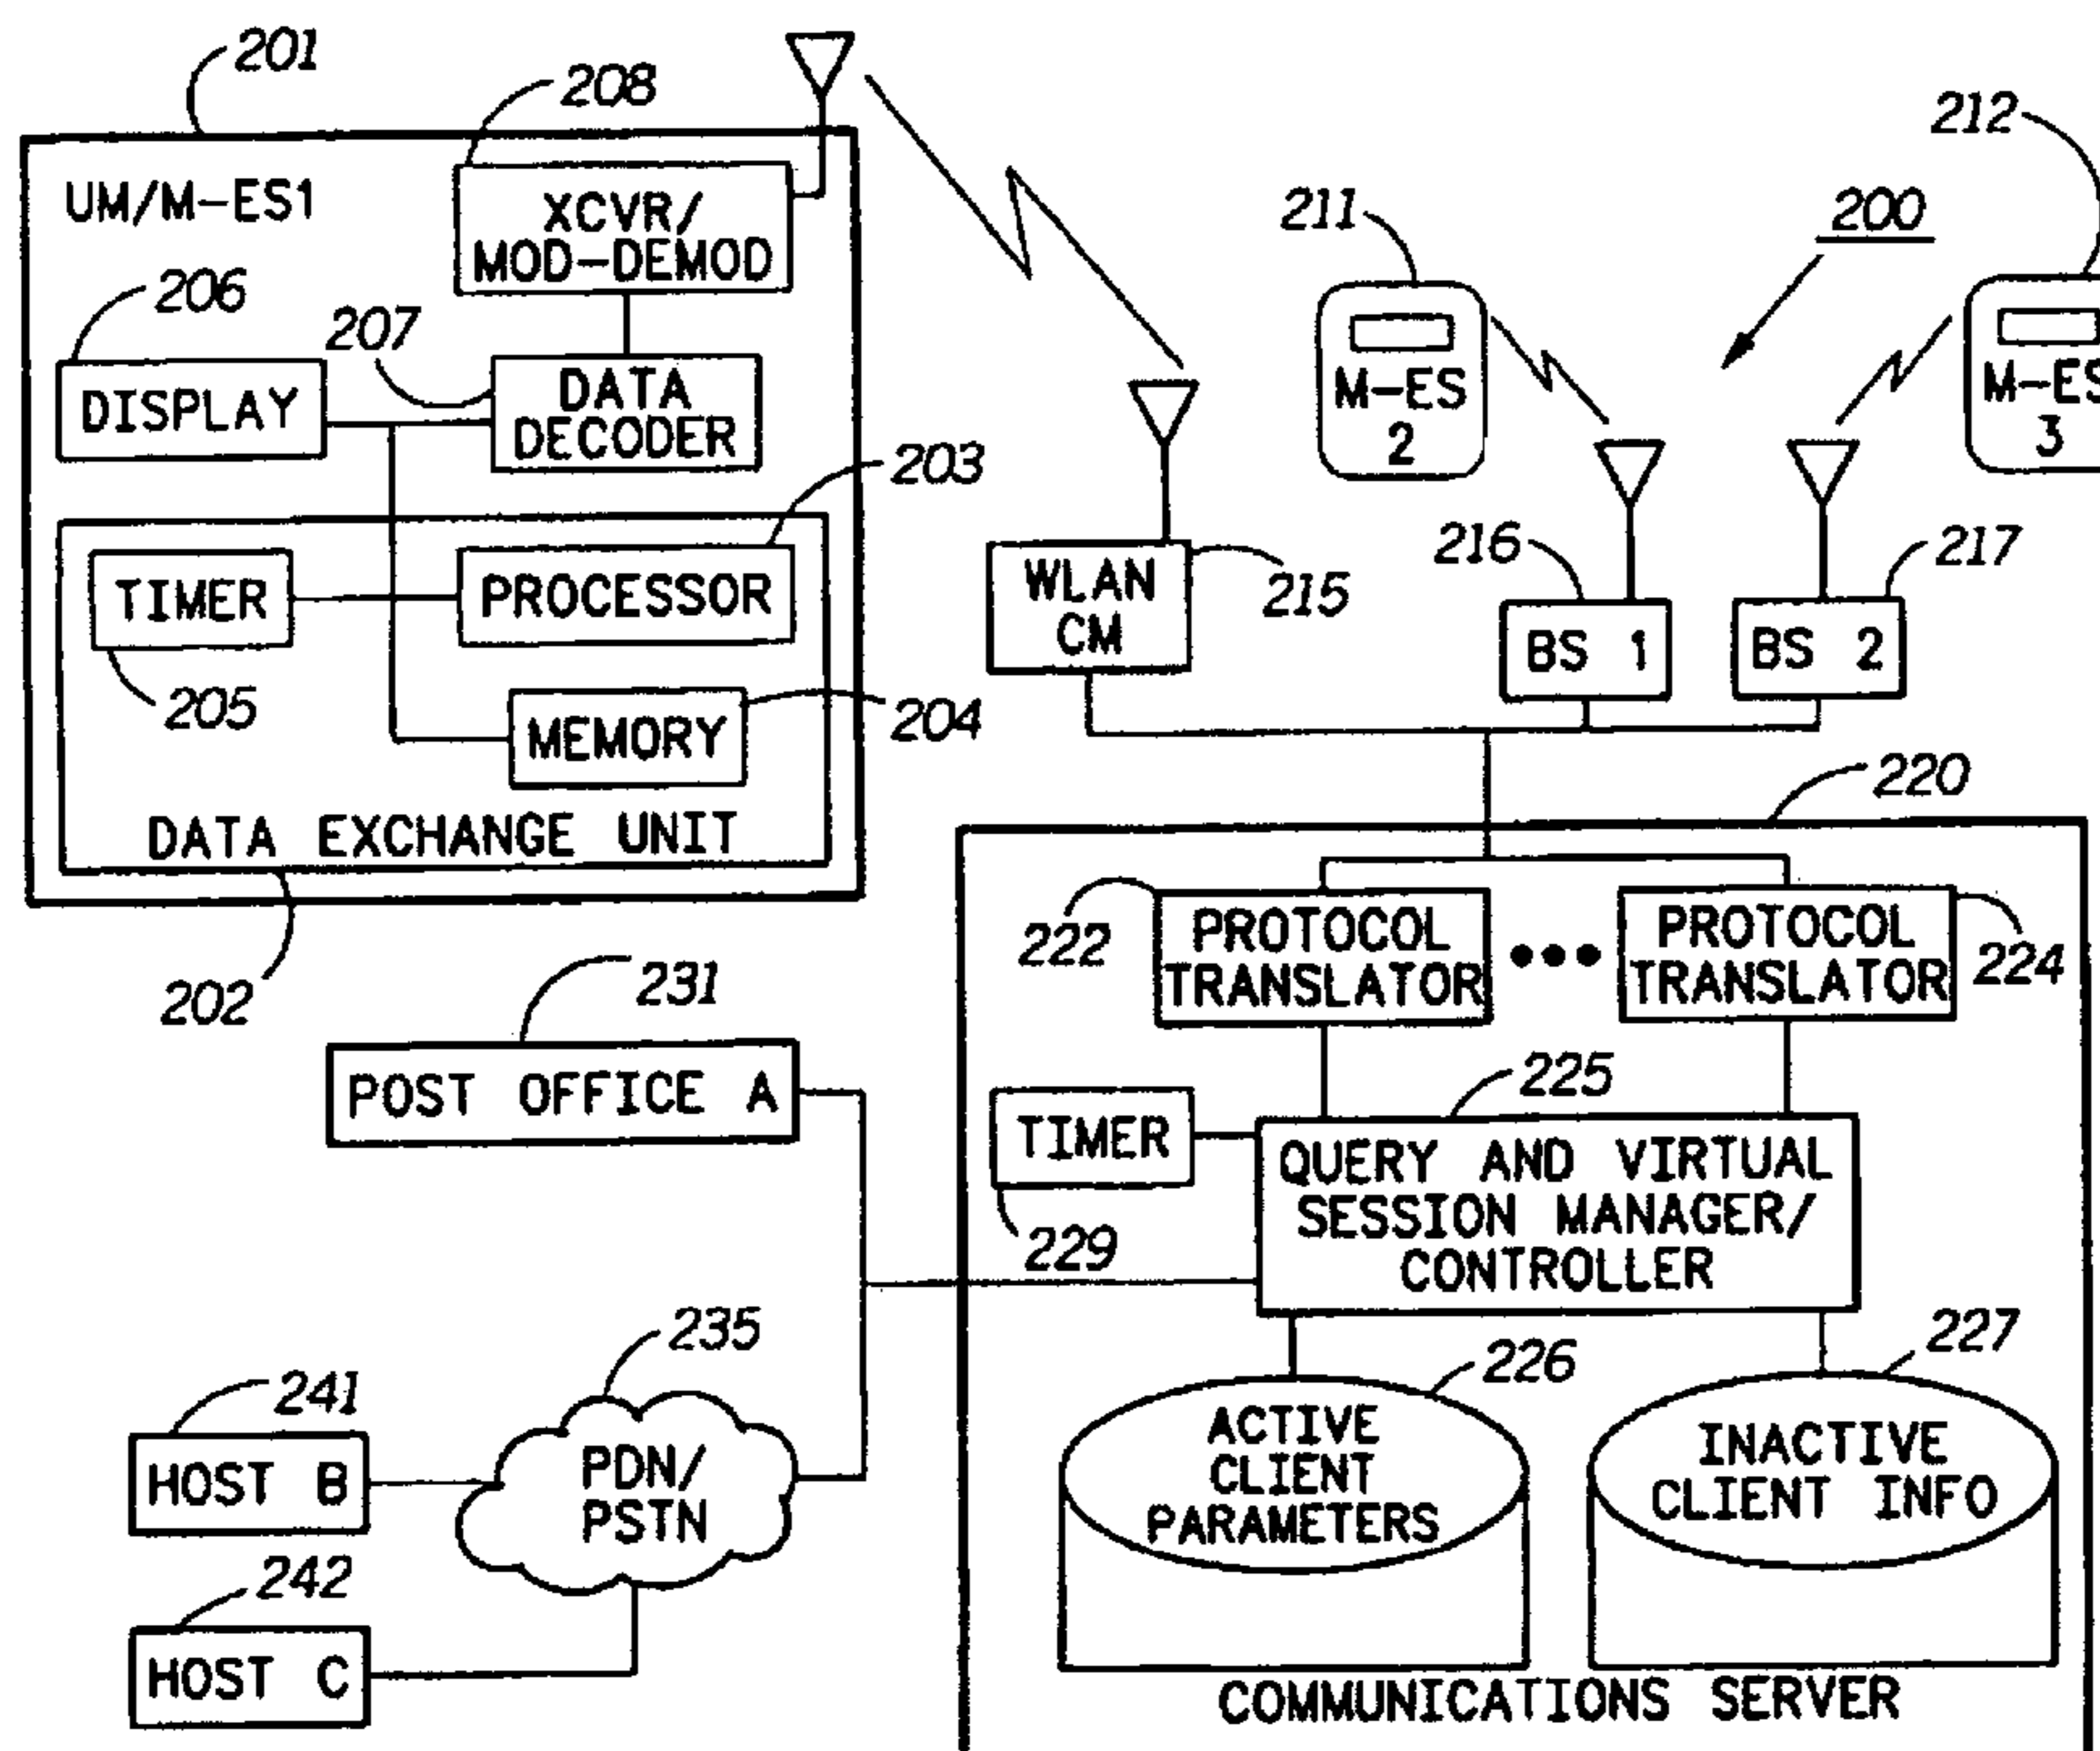 201
208
212
UM/M-ES1
XCVR/
MOD-DEMOD
211
200
206
207
DISPLAY
DATA
DECODER
M-ES
2
M-ES
3
203
TIMER
PROCESSOR
WLAN
CM
215
216
217
BS 1
BS 2
205
MEMORY
204
DATA EXCHANGE UNIT
220
202
222
PROTOCOL
TRANSLATOR
•••
PROTOCOL
TRANSLATOR
224
231
POST OFFICE A
225
TIMER
229
QUERY AND VIRTUAL
SESSION MANAGER/
CONTROLLER
235
226
227
241
HOST B
PDN/
PSTN
ACTIVE
CLIENT
PARAMETERS
INACTIVE
CLIENT INFO
242
HOST C
COMMUNICATIONS SERVER